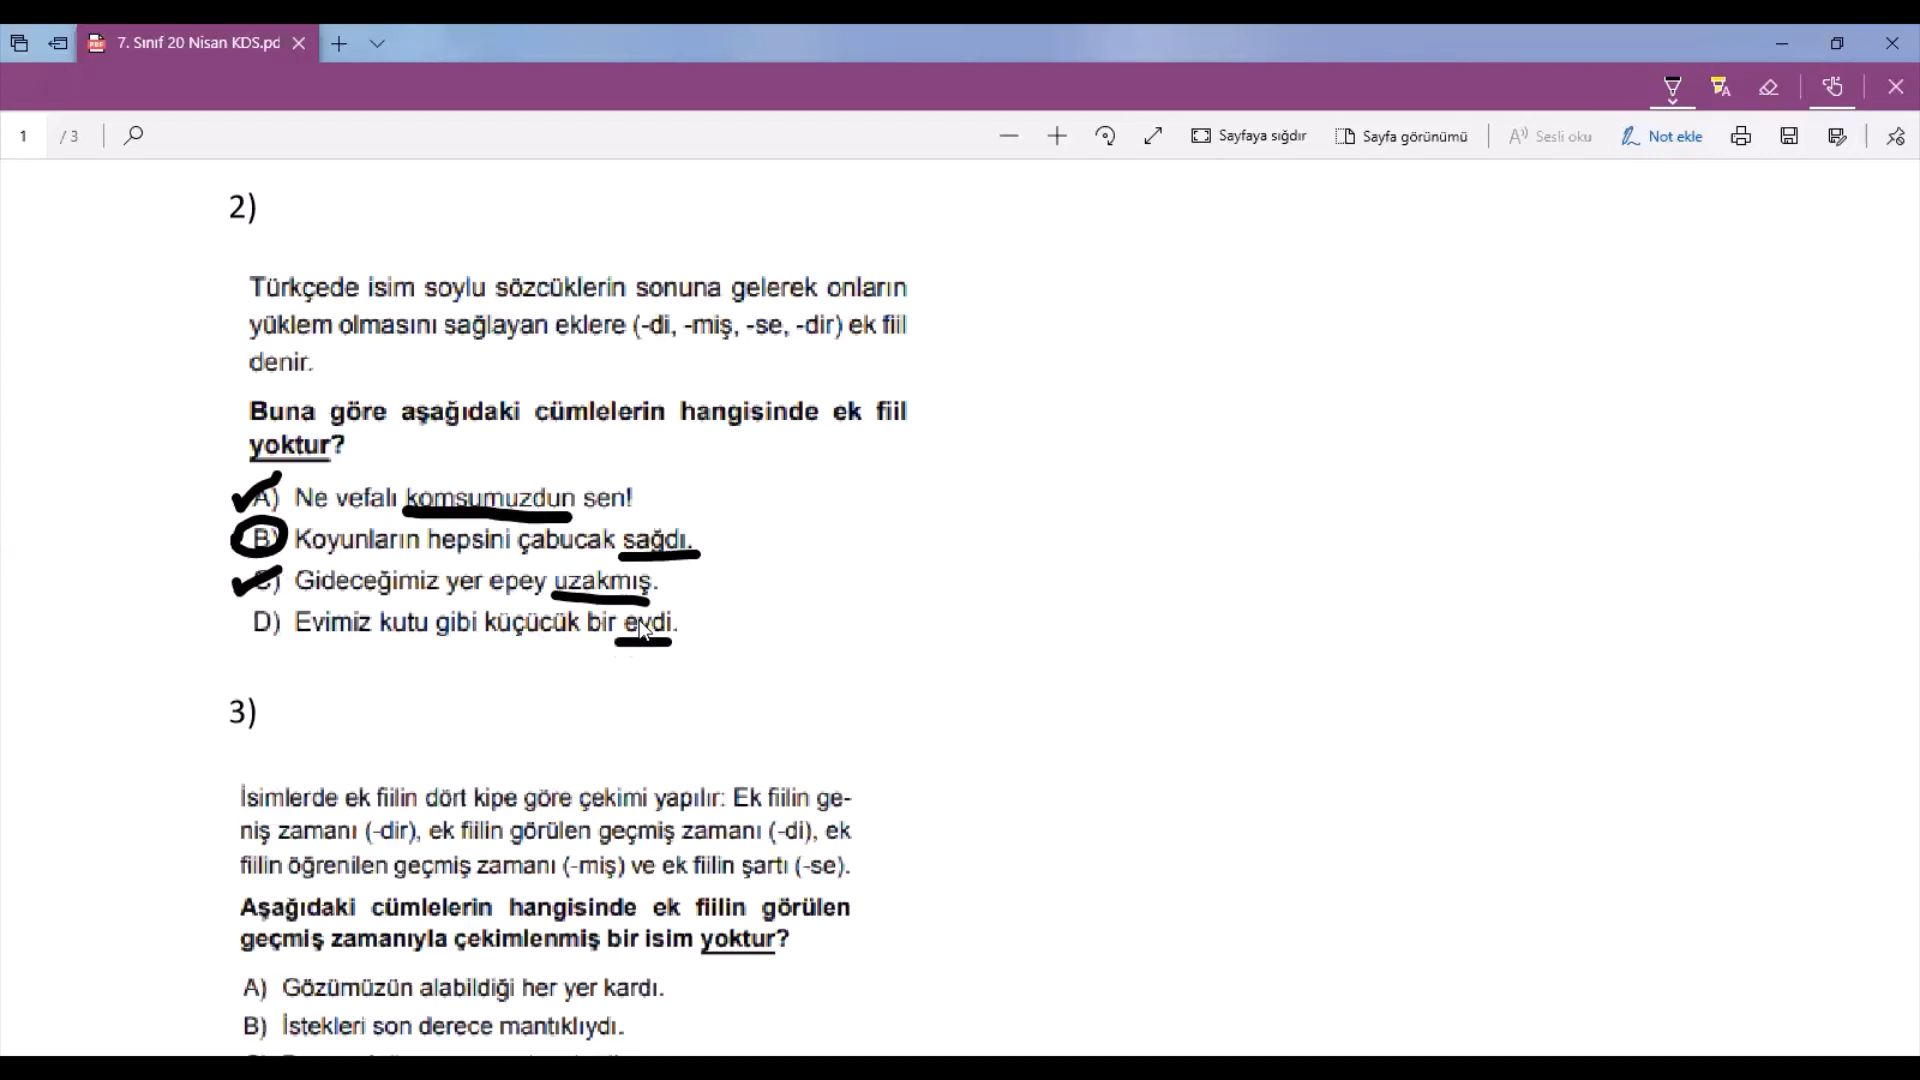 7. Sınıf 20 Nisan KDS.pd
1 / 3
Sayfaya sığdır
Sayfa görünümü
Sesli oku
Not ekle
2)
Türkçede isim soylu sözcüklerin sonuna gelerek onların
yüklem olmasını sağlayan eklere (-di, -miş, -se, -dir) ek fiil
denir.
Buna göre aşağıdaki cümlelerin hangisinde ek fiil
yoktur?
A) Ne vefalı komşumuzdun sen!
B) Koyunların hepsini çabucak sağdı.
C) Gideceğimiz yer epey uzakmış.
D) Evimiz kutu gibi küçücük bir evdi.
3)
İsimlerde ek fiilin dört kipe göre çekimi yapılır: Ek fiilin ge-
niş zamanı (-dir), ek fiilin görülen geçmiş zamanı (-di), ek
fiilin öğrenilen geçmiş zamanı (-miş) ve ek fiilin şartı (-se).
Aşağıdaki cümlelerin hangisinde ek fiilin görülen
geçmiş zamanıyla çekimlenmiş bir isim yoktur?
A) Gözümüzün alabildiği her yer kardı.
B) İstekleri son derece mantıklıydı.